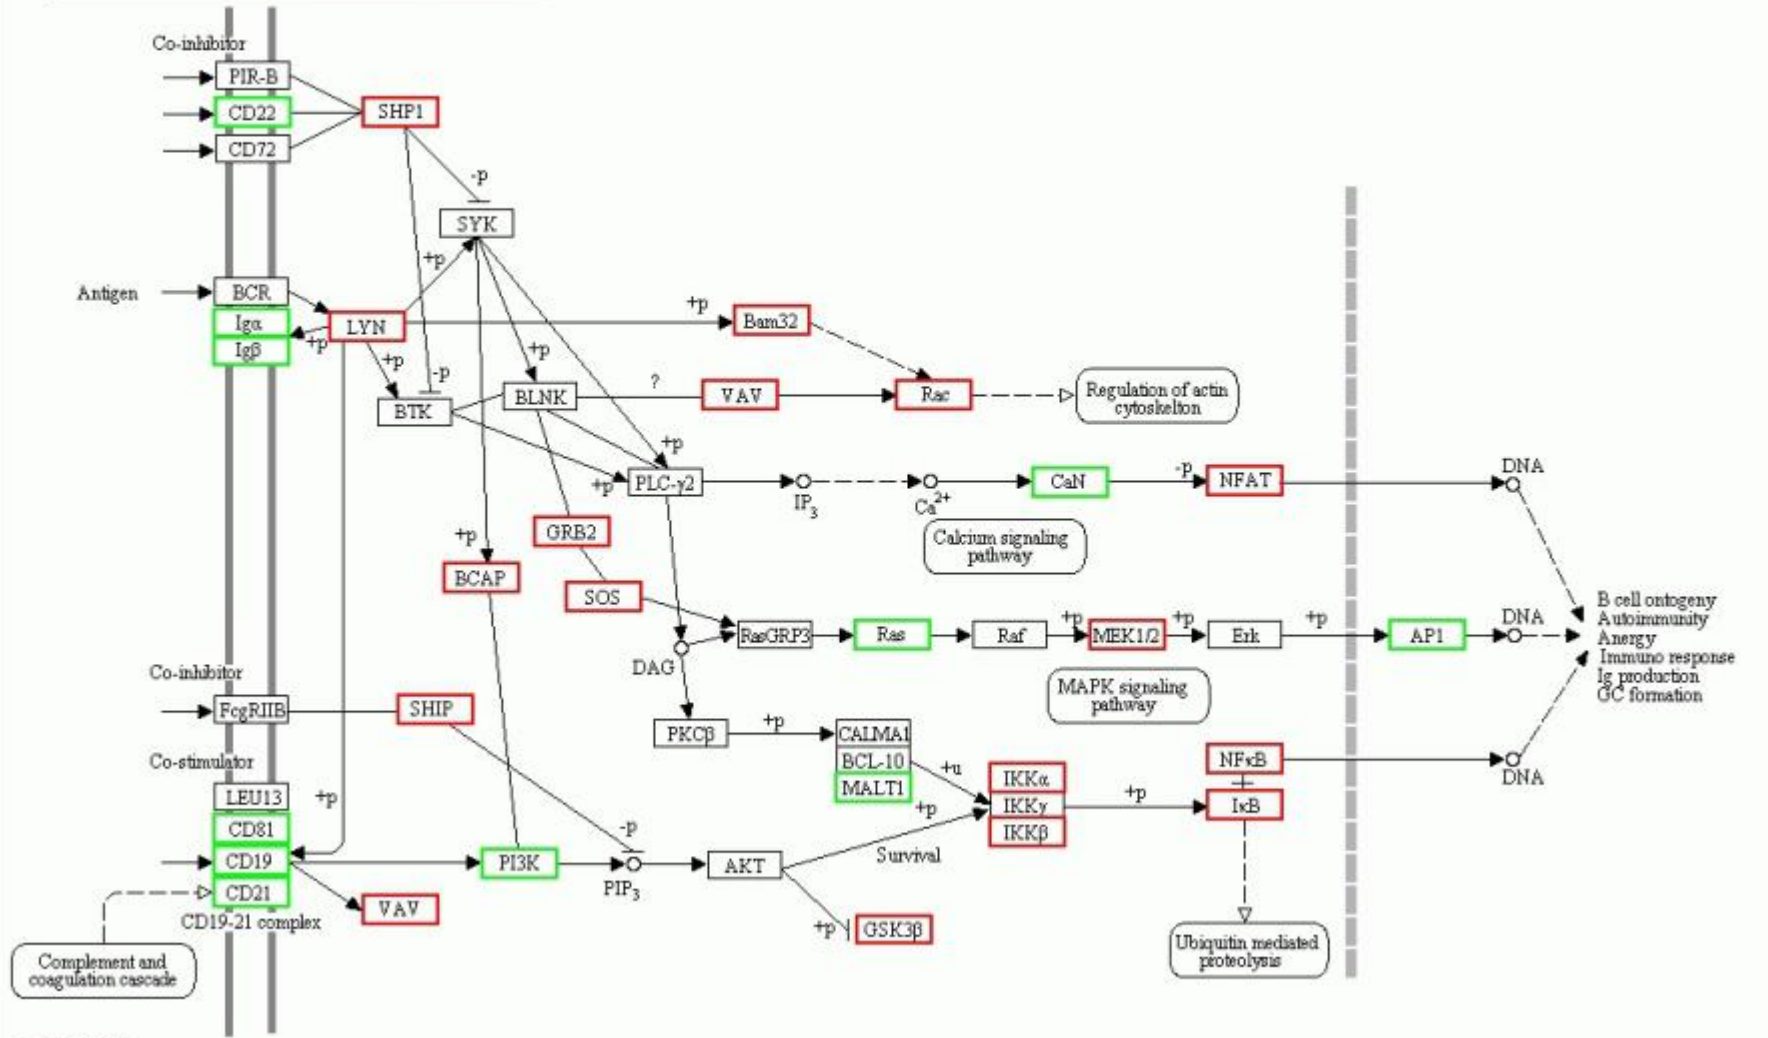 Co-inhibitor
PIR-B
CD22
SHP1
CD72
-p
SYK
+p
Antigen
BCR
Igα
LYN
+p
Bam32
Igβ
+p
+p
-p
+p
?
BTK
BLNK
VAV
Rac
Regulation of actin
cytoskelton
+p
+p
PLC-γ2
IP3
Ca2+
CaN
-p
NFAT
DNA
GRB2
Calcium signaling
pathway
+p
BCAP
SOS
RasGRP3
Ras
Raf
+p
MEK1/2
+p
Erk
+p
AP1
DNA
B cell ontogeny
Autoimmunity
Anergy
Immuno response
Ig production
GC formation
DAG
MAPK signaling
pathway
Co-inhibitor
FcgRIIB
SHIP
PKCβ
+p
CALMA1
BCL-10
MALT1
+u
+p
IKKα
IKKγ
IKKβ
+p
NFκB
IκB
DNA
Co-stimulator
LEU13
+p
CD81
CD19
CD21
CD19-21 complex
VAV
PI3K
-p
PIP3
AKT
Survival
+p
GSK3β
Complement and
coagulation cascade
Ubiquitin mediated
proteolysis